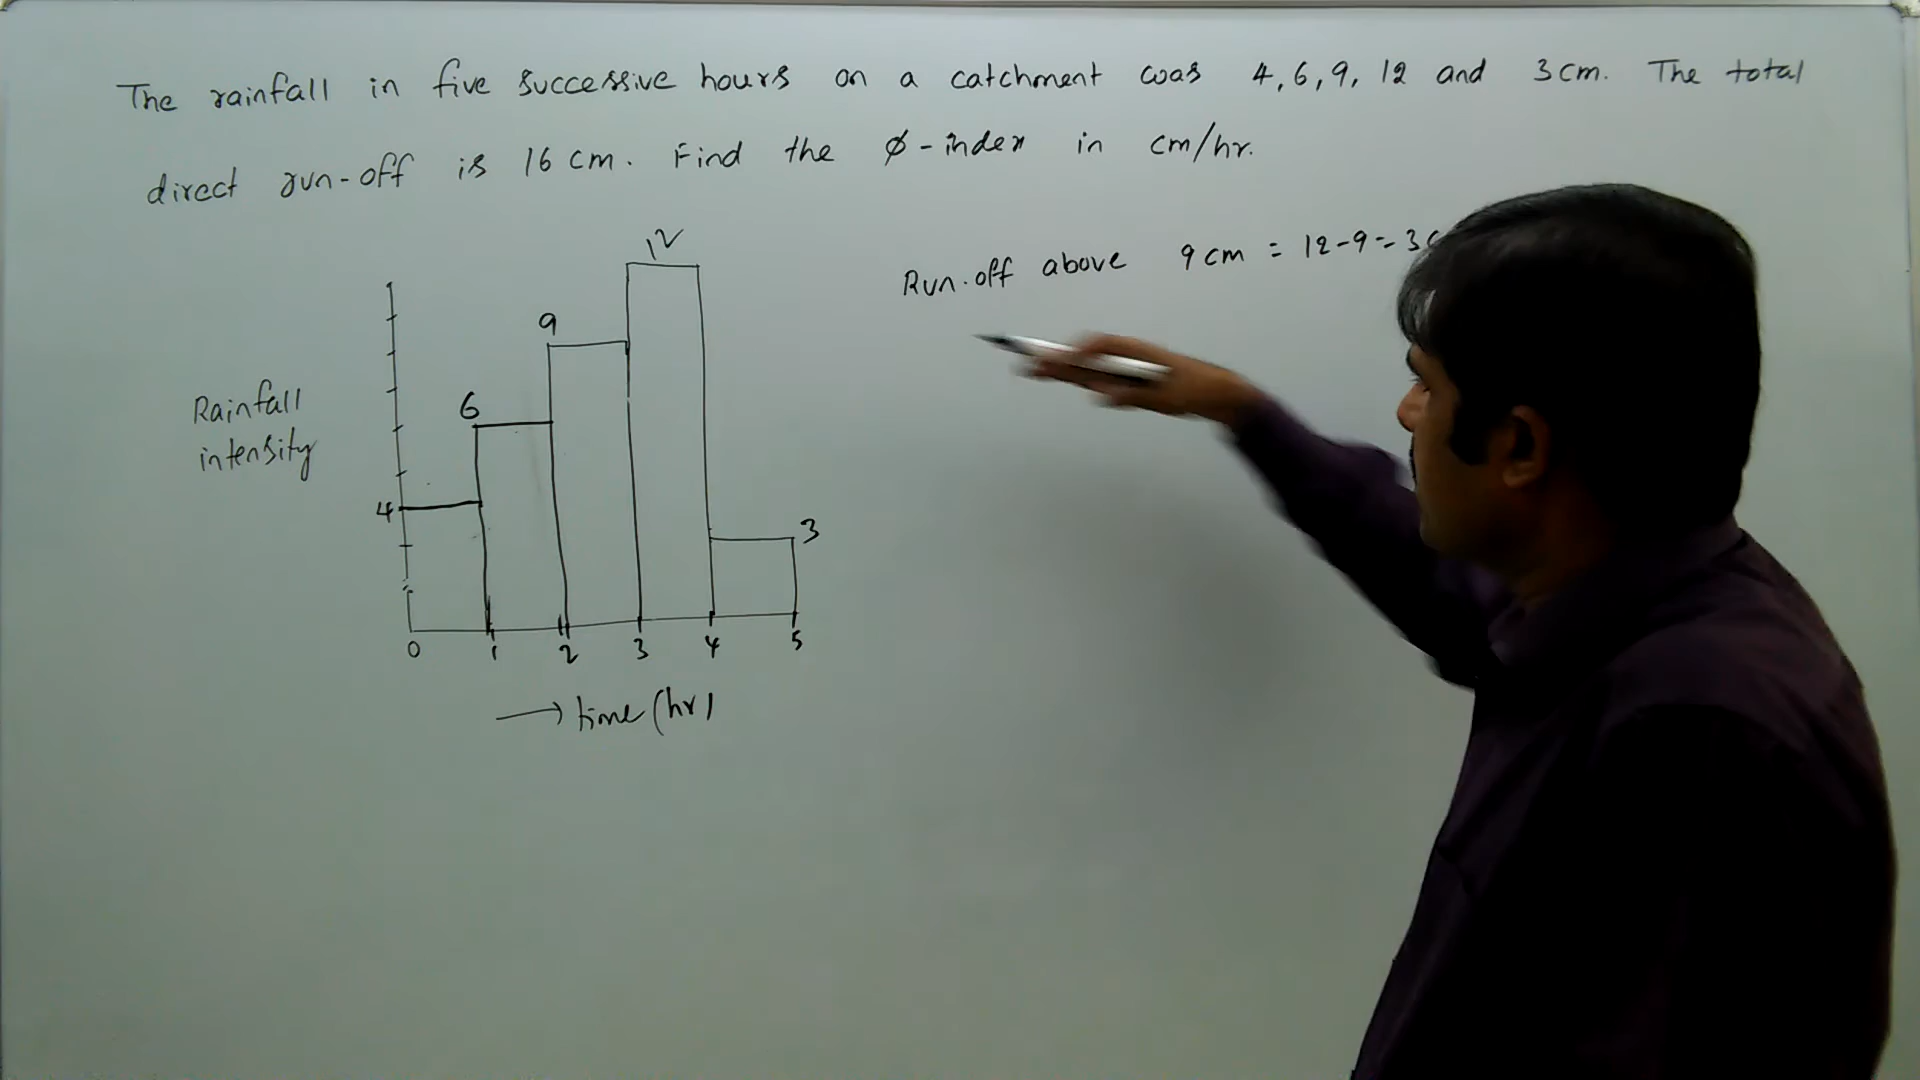 The rainfall in five successive hours on a catchment was 4, 6, 9, 12 and 3 cm. The total
direct run-off is 16 cm. Find the ϕ-index in cm/hr.
Run-off above 9 cm = 12-9=3
12
9
6
4
3
Rainfall
intensity
0 1 2 3 4 5
→ time (hr)